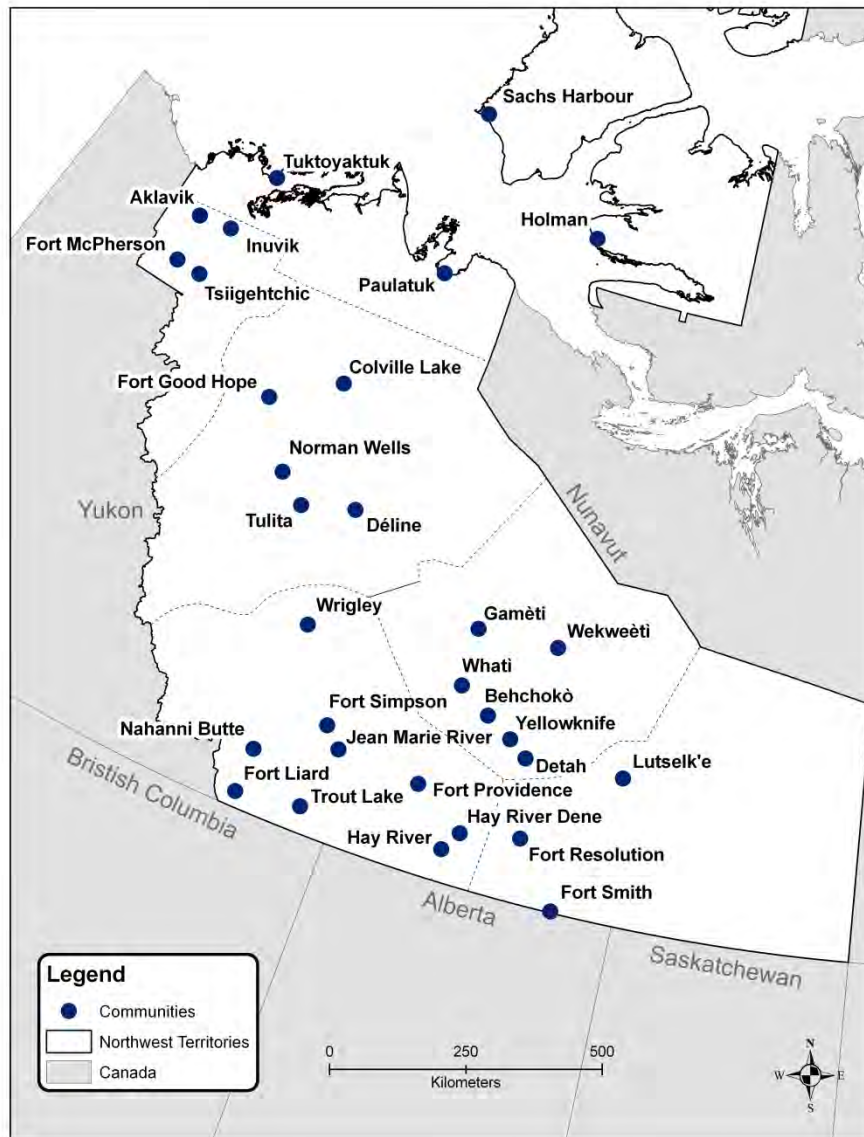 Sachs Harbour
Tuktoyaktuk
Aklavik
Holman
Inuvik
Fort McPherson
Tsiigehtchic
Paulatuk
Colville Lake
Fort Good Hope
Norman Wells
Nunavut
Yukon
Tulita
Déline
Wrigley
Gamètì
Wekweètì
Whatì
Fort Simpson
Behchokò
Nahanni Butte
Jean Marie River
Yellowknife
Detah
Lutselk'e
Bristish Columbia
Fort Liard
Trout Lake
Fort Providence
Hay River Dene
Hay River
Fort Resolution
Fort Smith
Alberta
Saskatchewan
Legend
Communities
Northwest Territories
Canada
0 250 500
Kilometers
N
W E
S